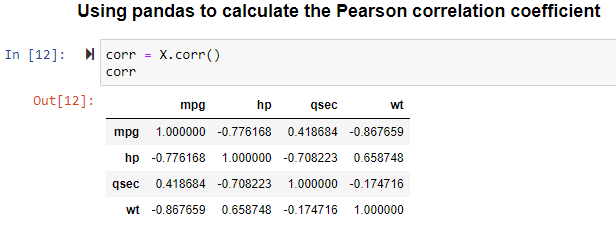 Using pandas to calculate the Pearson correlation coefficient
In [12]: corr = X.corr()
corr
Out[12]:
mpg hp qsec wt
mpg 1.000000 -0.776168 0.418684 -0.867659
hp -0.776168 1.000000 -0.708223 0.658748
qsec 0.418684 -0.708223 1.000000 -0.174716
wt -0.867659 0.658748 -0.174716 1.000000